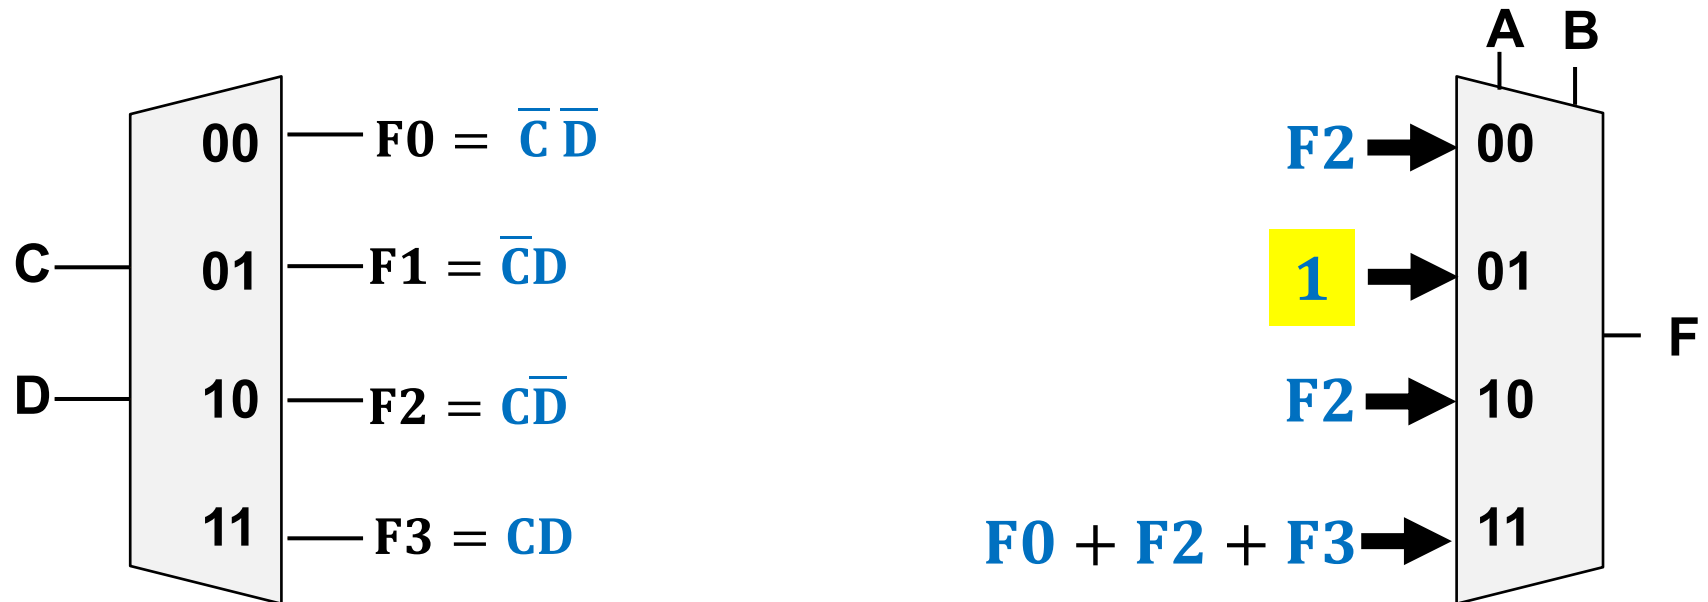 A B
00 F0 = C̅ D̅
F2 00
C 01 F1 = C̅D
1 01
F
D 10 F2 = CD̅
F2 10
11 F3 = CD
F0 + F2 + F3 11